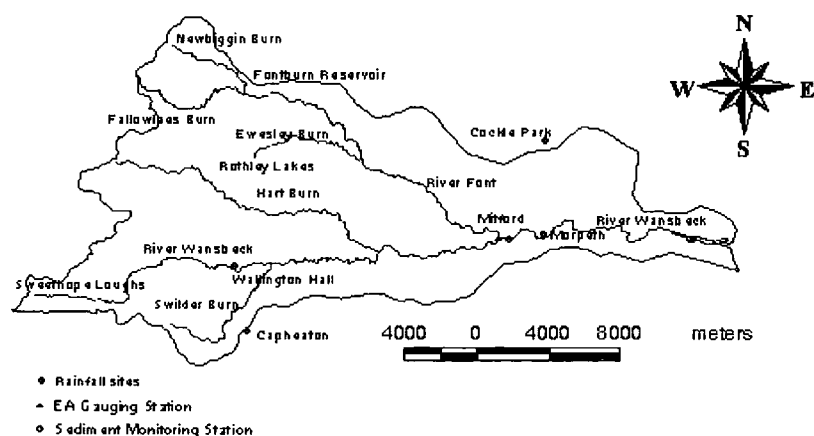 N
Newbiggin Burn
Fontburn Reservoir
W E
Fallowlees Burn
Cockle Park
Ewesley Burn
S
Rothley Lakes
River Font
Hart Burn
Mitford
River Wansbeck
Morpeth
River Wansbeck
Wallington Hall
Sweethope Loughs
Swilder Burn
Capheaton
4000 0 4000 8000 meters
Rainfall sites
EA Gauging Station
Sediment Monitoring Station